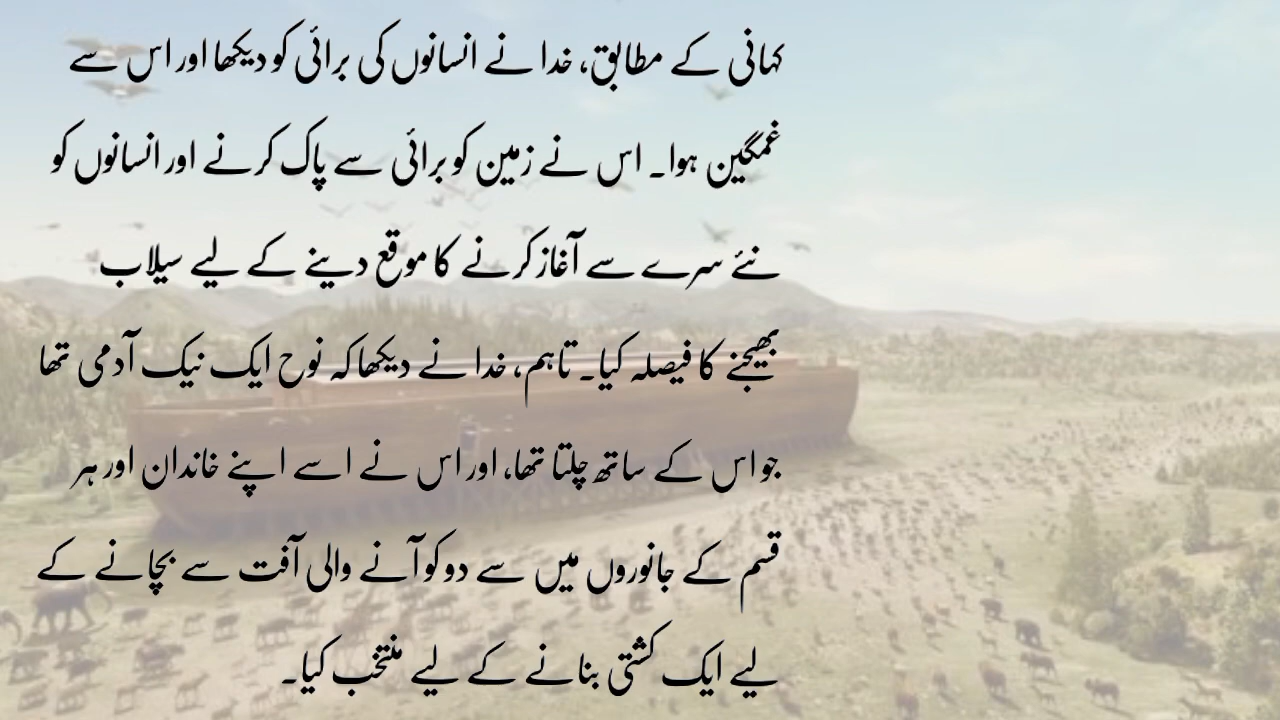 کہانی کے مطابق، خدا نے انسانوں کی برائی کو دیکھا اور اس سے
غمگین ہوا۔ اس نے زمین کو برائی سے پاک کرنے اور انسانوں کو
نئے سرے سے آغاز کرنے کا موقع دینے کے لیے سیلاب
بھیجنے کا فیصلہ کیا۔ تاہم، خدا نے دیکھا کہ نوح ایک نیک آدمی تھا
جو اس کے ساتھ چلتا تھا، اور اس نے اسے اپنے خاندان اور ہر
قسم کے جانوروں میں سے دو کو آنے والی آفت سے بچانے کے
لیے ایک کشتی بنانے کے لیے منتخب کیا۔